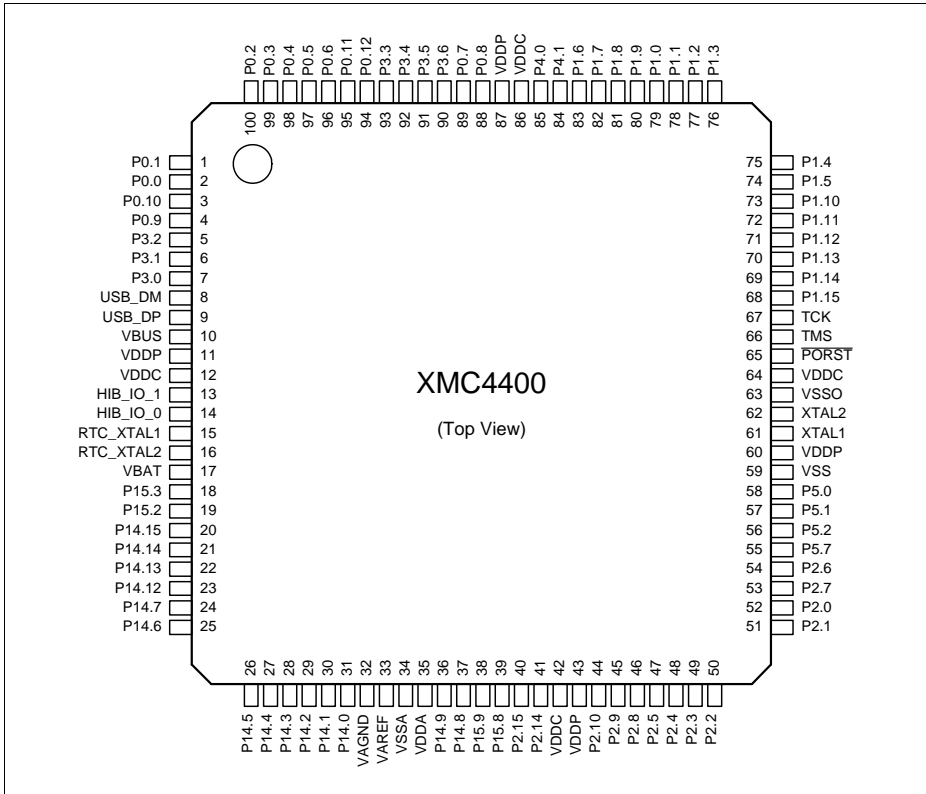 P0.2 P0.3 P0.4 P0.5 P0.6 P0.11 P0.12 P3.3 P3.4 P3.5 P3.6 P0.7 P0.8 VDDP VDDC P4.0 P4.1 P1.6 P1.7 P1.8 P1.9 P1.0 P1.1 P1.2 P1.3
100 99 98 97 96 95 94 93 92 91 90 89 88 87 86 85 84 83 82 81 80 79 78 77 76
P0.1 1 75 P1.4
P0.0 2 74 P1.5
P0.10 3 73 P1.10
P0.9 4 72 P1.11
P3.2 5 71 P1.12
P3.1 6 70 P1.13
P3.0 7 69 P1.14
USB_DM 8 68 P1.15
USB_DP 9 67 TCK
VBUS 10 66 TMS
VDDP 11 65 PORST
VDDC 12 64 VDDC
HIB_IO_1 13 63 VSSO
HIB_IO_0 14 62 XTAL2
RTC_XTAL1 15 61 XTAL1
RTC_XTAL2 16 60 VDDP
VBAT 17 59 VSS
P15.3 18 58 P5.0
P15.2 19 57 P5.1
P14.15 20 56 P5.2
P14.14 21 55 P5.7
P14.13 22 54 P2.6
P14.12 23 53 P2.7
P14.7 24 52 P2.0
P14.6 25 51 P2.1
XMC4400
(Top View)
26 27 28 29 30 31 32 33 34 35 36 37 38 39 40 41 42 43 44 45 46 47 48 49 50
P14.5 P14.4 P14.3 P14.2 P14.1 P14.0 VAGND VAREF VSSA VDDA P14.9 P14.8 P15.9 P15.8 P2.15 P2.14 VDDC VDDP P2.10 P2.9 P2.8 P2.5 P2.4 P2.3 P2.2